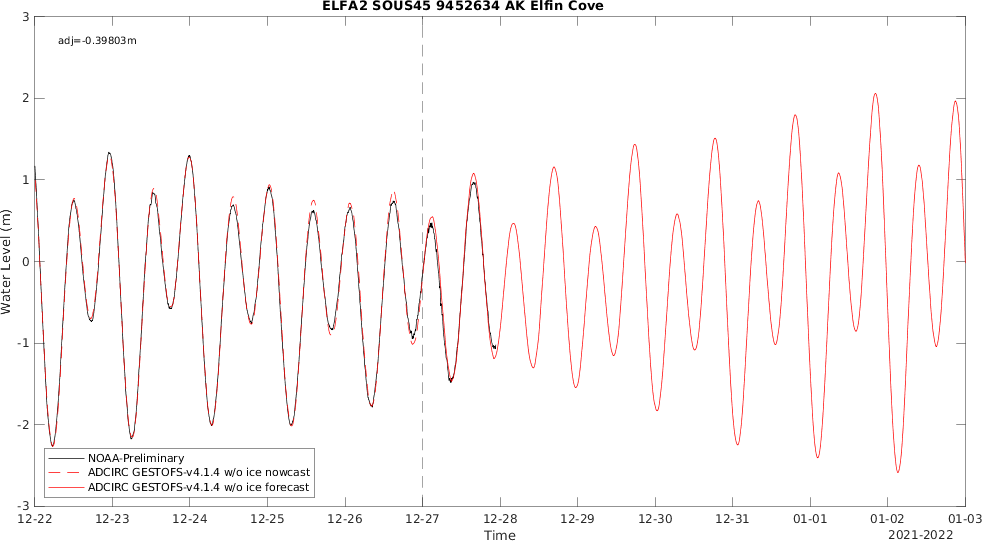 ELFA2 SOUS45 9452634 AK Elfin Cove
adj=-0.39803m
3
2
1
0
-1
-2
-3
Water Level (m)
NOAA-Preliminary
ADCIRC GESTOFS-v4.1.4 w/o ice nowcast
ADCIRC GESTOFS-v4.1.4 w/o ice forecast
12-22 12-23 12-24 12-25 12-26 12-27 12-28 12-29 12-30 12-31 01-01 01-02 01-03
Time
2021-2022